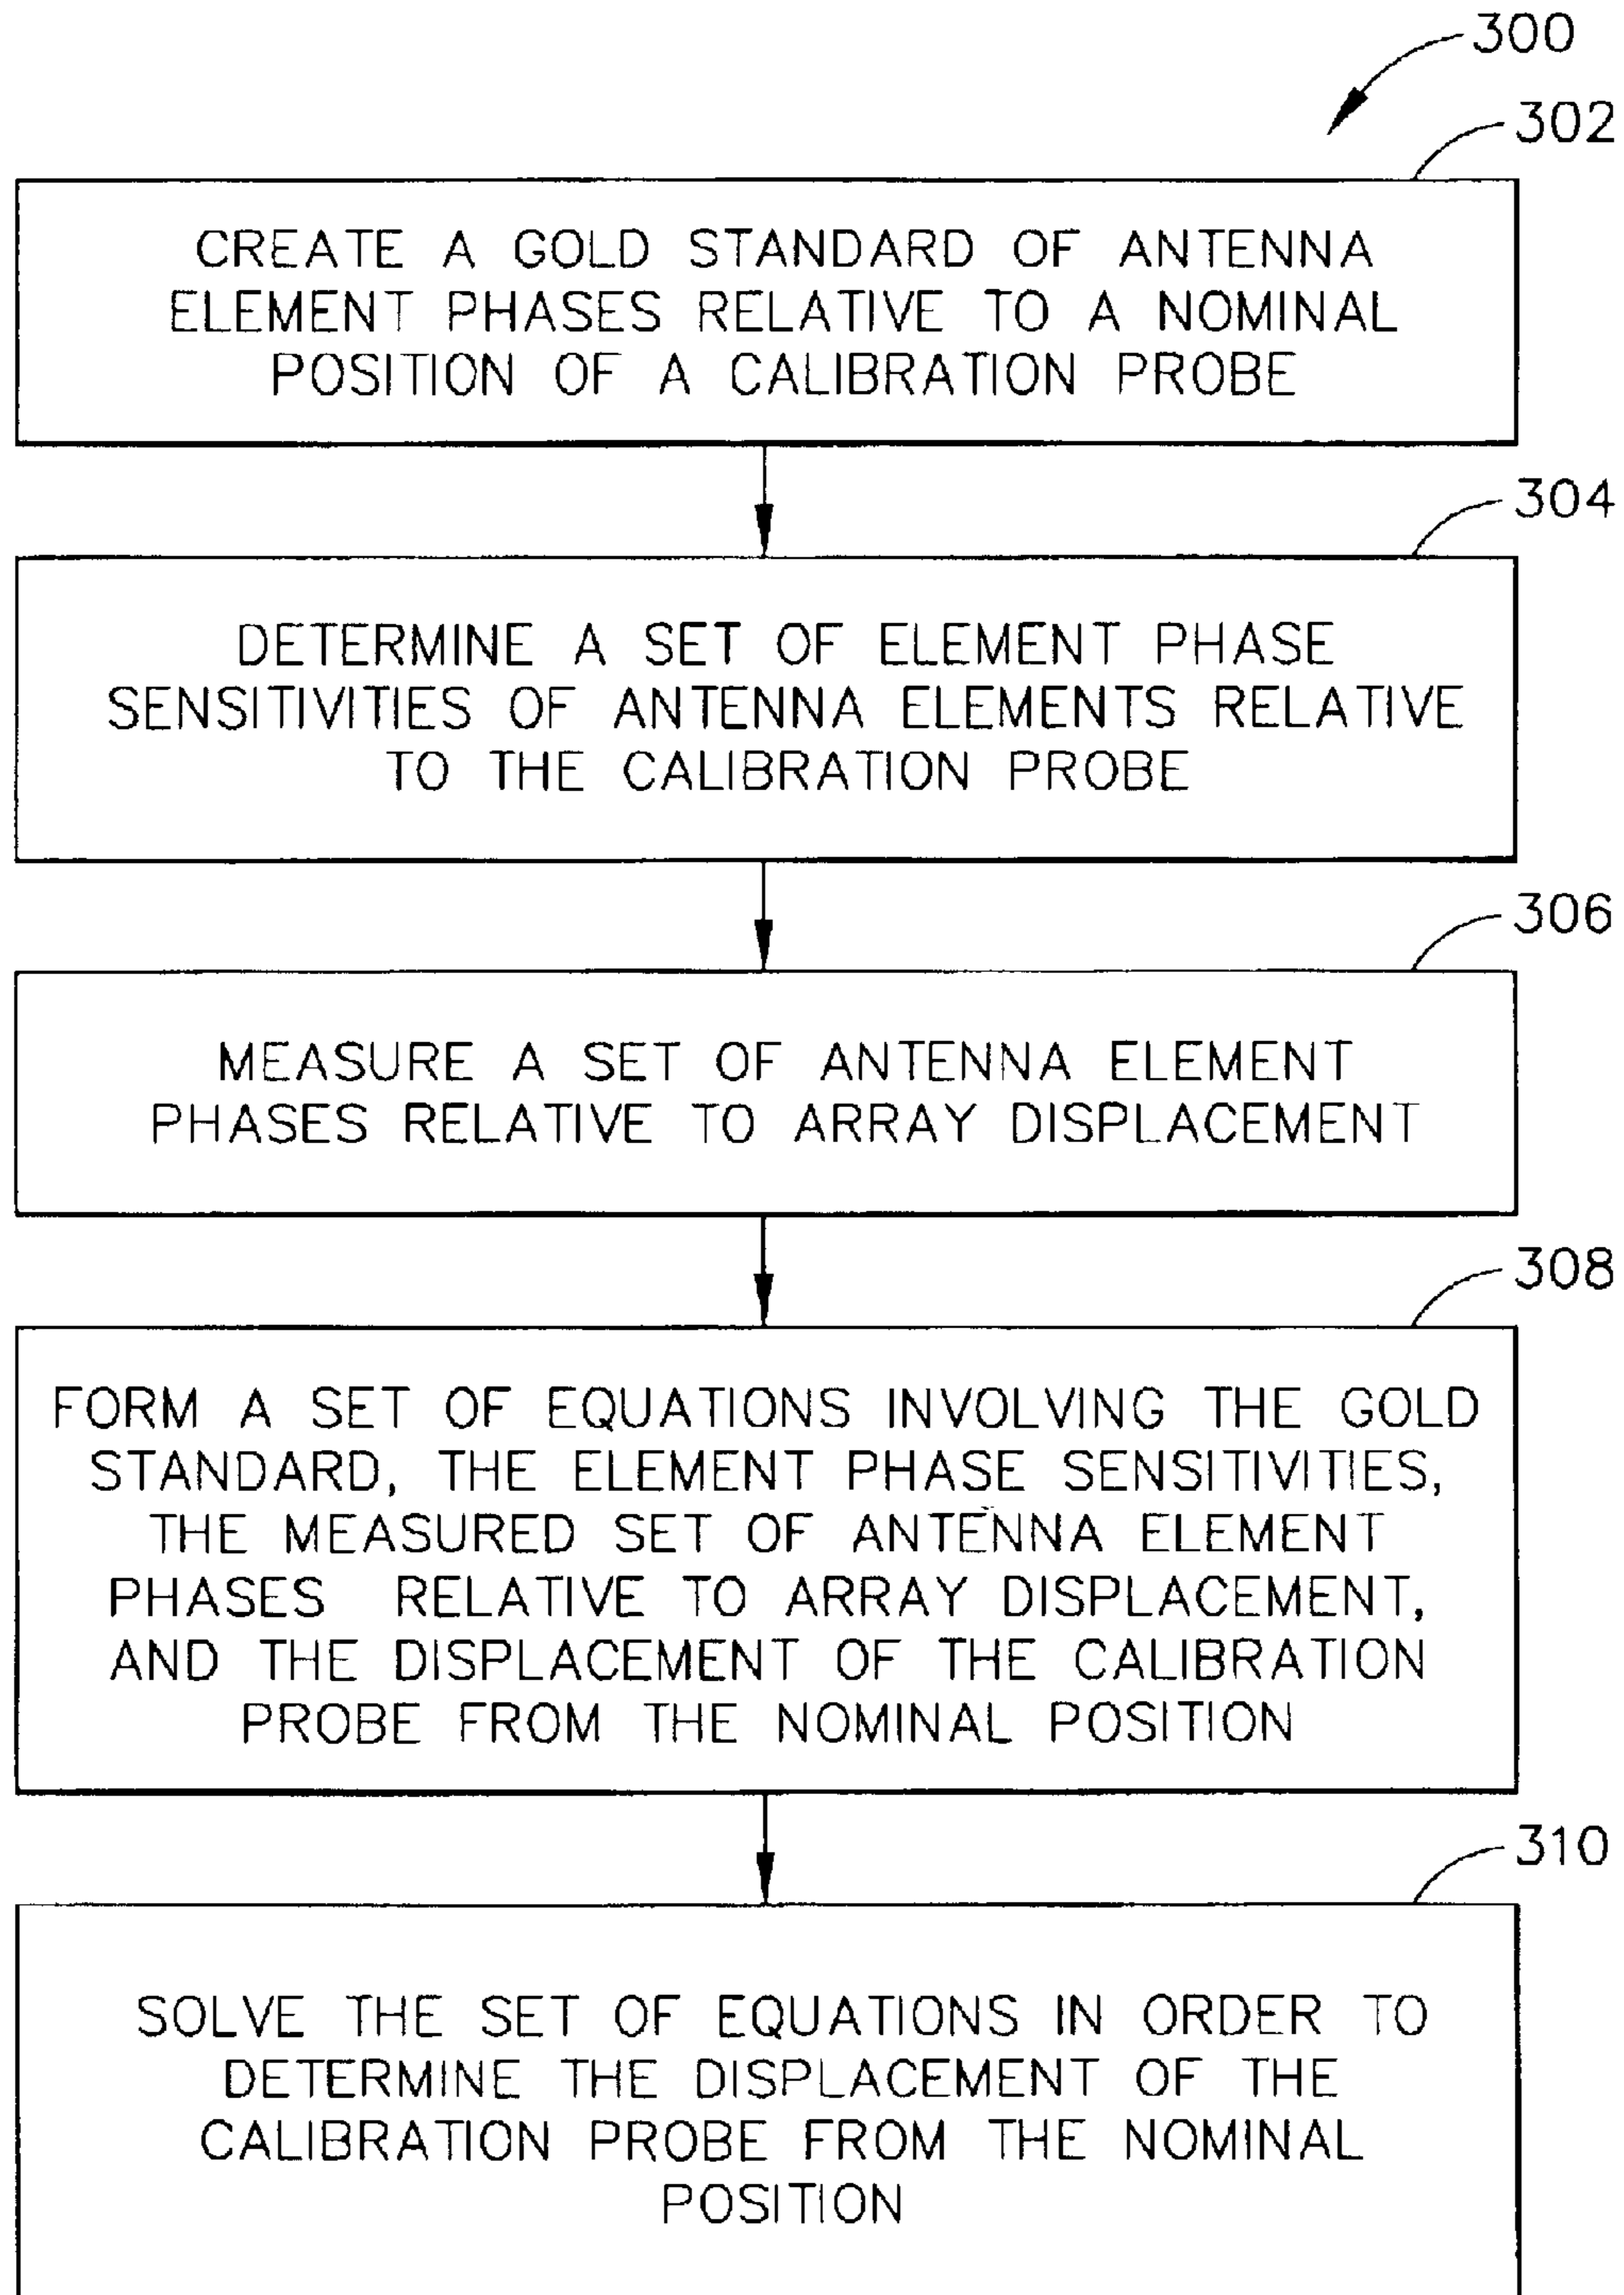 300
302
CREATE A GOLD STANDARD OF ANTENNA
ELEMENT PHASES RELATIVE TO A NOMINAL
POSITION OF A CALIBRATION PROBE
304
DETERMINE A SET OF ELEMENT PHASE
SENSITIVITIES OF ANTENNA ELEMENTS RELATIVE
TO THE CALIBRATION PROBE
306
MEASURE A SET OF ANTENNA ELEMENT
PHASES RELATIVE TO ARRAY DISPLACEMENT
308
FORM A SET OF EQUATIONS INVOLVING THE GOLD
STANDARD, THE ELEMENT PHASE SENSITIVITIES,
THE MEASURED SET OF ANTENNA ELEMENT
PHASES RELATIVE TO ARRAY DISPLACEMENT,
AND THE DISPLACEMENT OF THE CALIBRATION
PROBE FROM THE NOMINAL POSITION
310
SOLVE THE SET OF EQUATIONS IN ORDER TO
DETERMINE THE DISPLACEMENT OF THE
CALIBRATION PROBE FROM THE NOMINAL
POSITION